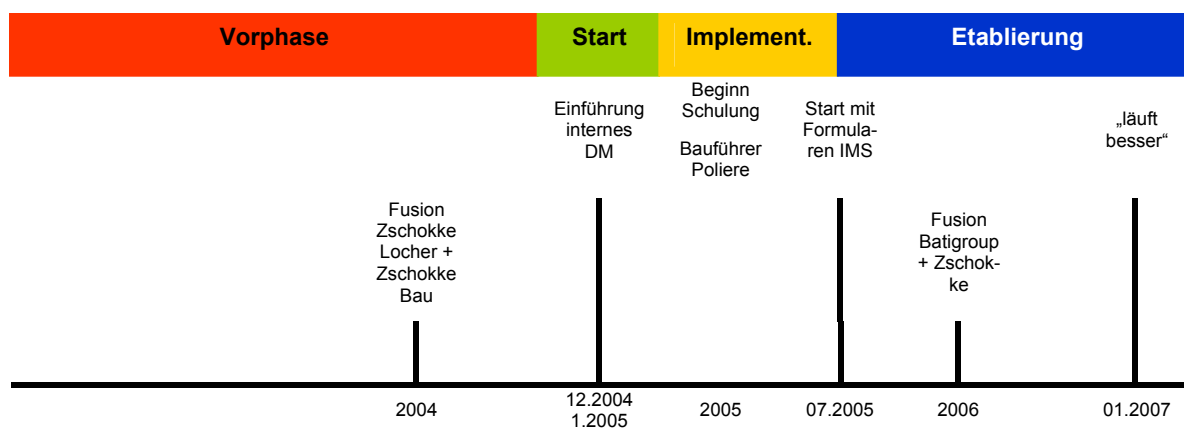 Vorphase
Start
Implement.
Etablierung
Einführung
internes
DM
Beginn
Schulung
Bauführer
Poliere
Start mit
Formula-
ren IMS
„läuft
besser“
Fusion
Zschokke
Locher +
Zschokke
Bau
Fusion
Batigroup
+ Zschok-
ke
2004
12.2004
1.2005
2005
07.2005
2006
01.2007